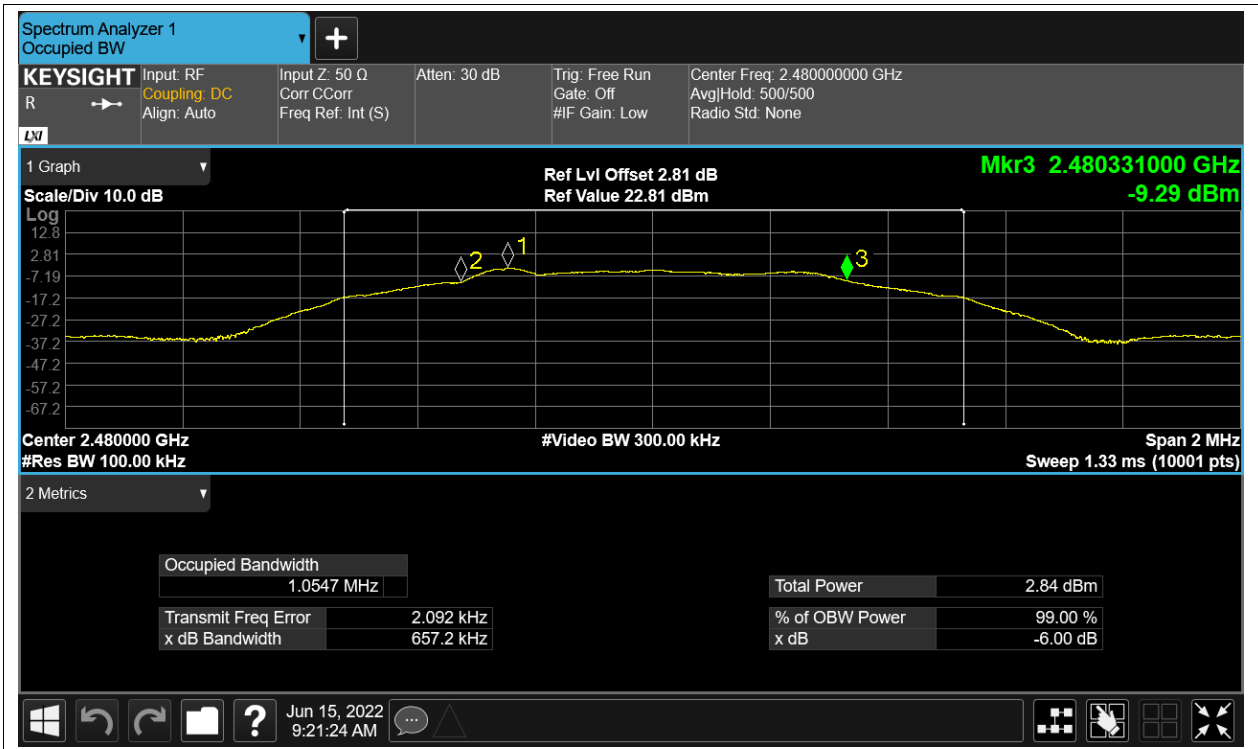 Spectrum Analyzer 1
Occupied BW
KEYSIGHT
R
LXI
Input: RF
Coupling: DC
Align: Auto
Input Z: 50 Ω
Corr CCorr
Freq Ref: Int (S)
Atten: 30 dB
Trig: Free Run
Gate: Off
#IF Gain: Low
Center Freq: 2.480000000 GHz
Avg|Hold: 500/500
Radio Std: None
1 Graph
Scale/Div 10.0 dB
Ref Lvl Offset 2.81 dB
Ref Value 22.81 dBm
Mkr3 2.480331000 GHz
-9.29 dBm
Log
12.8
2.81
-7.19
-17.2
-27.2
-37.2
-47.2
-57.2
-67.2
2
1
3
Center 2.480000 GHz
#Res BW 100.00 kHz
#Video BW 300.00 kHz
Span 2 MHz
Sweep 1.33 ms (10001 pts)
2 Metrics
Occupied Bandwidth
1.0547 MHz
Transmit Freq Error 2.092 kHz
x dB Bandwidth 657.2 kHz
Total Power 2.84 dBm
% of OBW Power 99.00 %
x dB -6.00 dB
?
Jun 15, 2022
9:21:24 AM